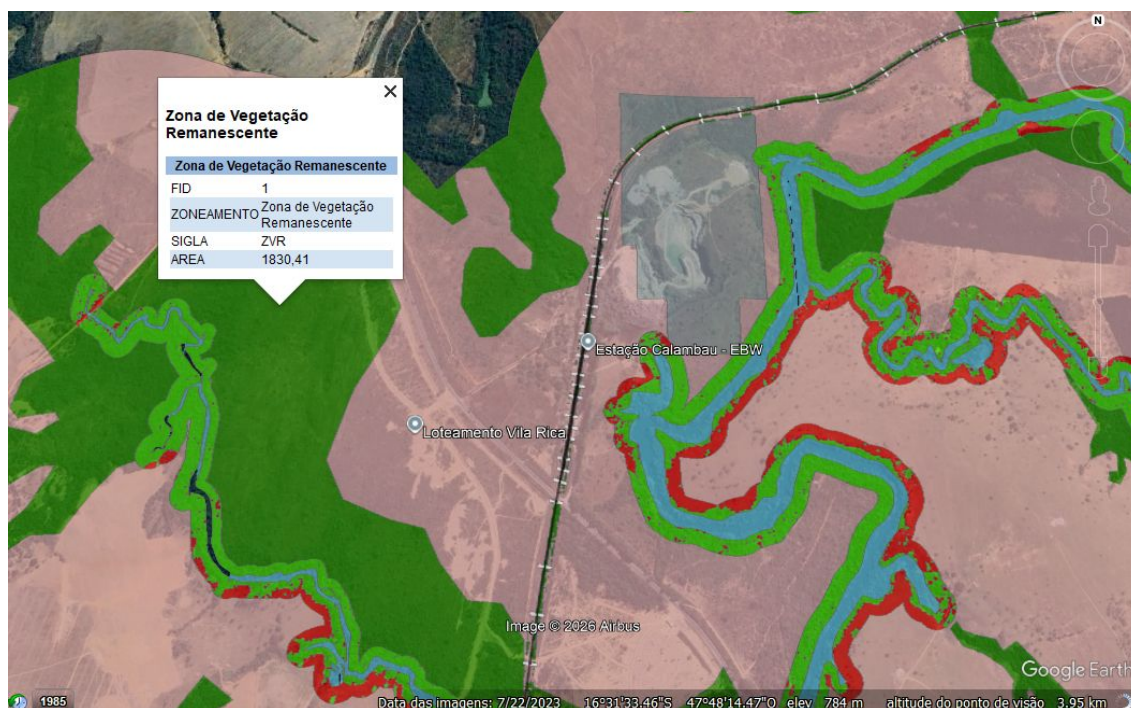 N
Zona de Vegetação
Remanescente
Zona de Vegetação Remanescente
FID 1
ZONEAMENTO Zona de Vegetação
Remanescente
SIGLA ZVR
AREA 1830,41
Estação Calambau - EBW
Loteamento Vila Rica
Image © 2026 Airbus
Google Earth
1985
Data das imagens: 7/22/2023 16°31'33.46"S 47°48'14.47"O elev 784 m altitude do ponto de visão 3.95 km